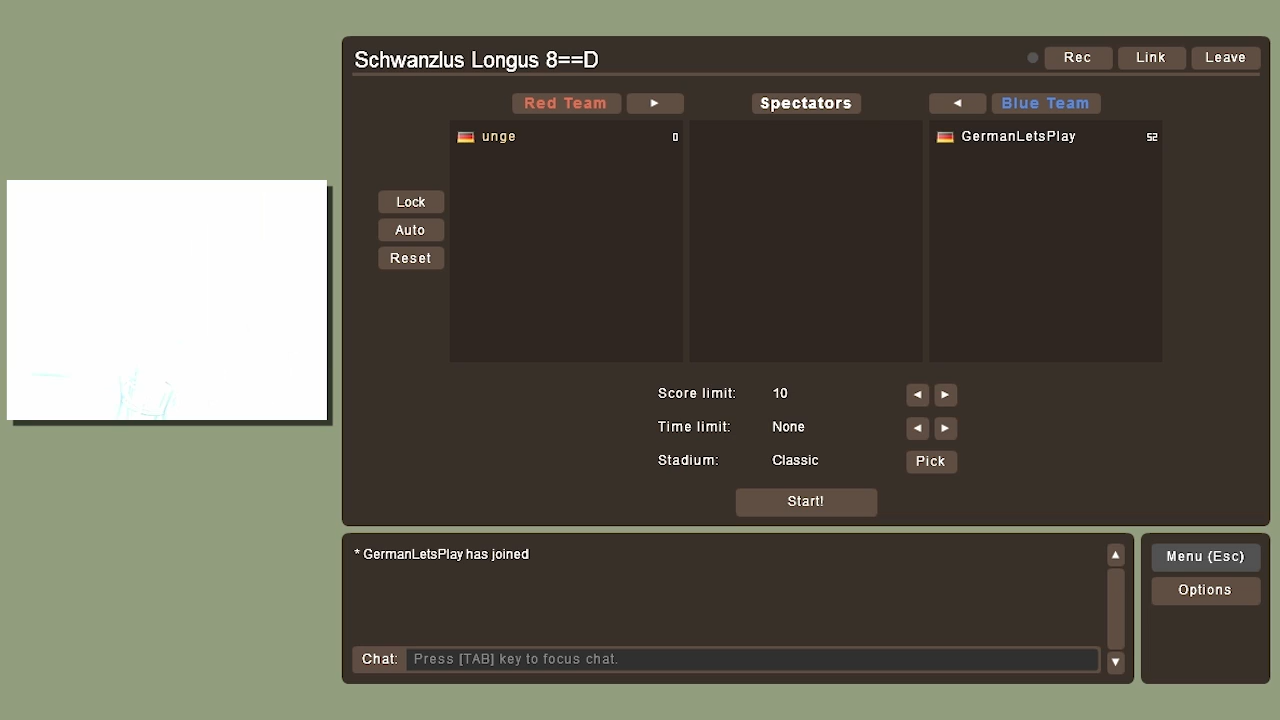 Schwanzlus Longus 8==D
Rec Link Leave
Red Team Spectators Blue Team
unge 0 GermanLetsPlay 52
Lock
Auto
Reset
Score limit: 10
Time limit: None
Stadium: Classic Pick
Start!
* GermanLetsPlay has joined
Menu (Esc)
Options
Chat: Press [TAB] key to focus chat.